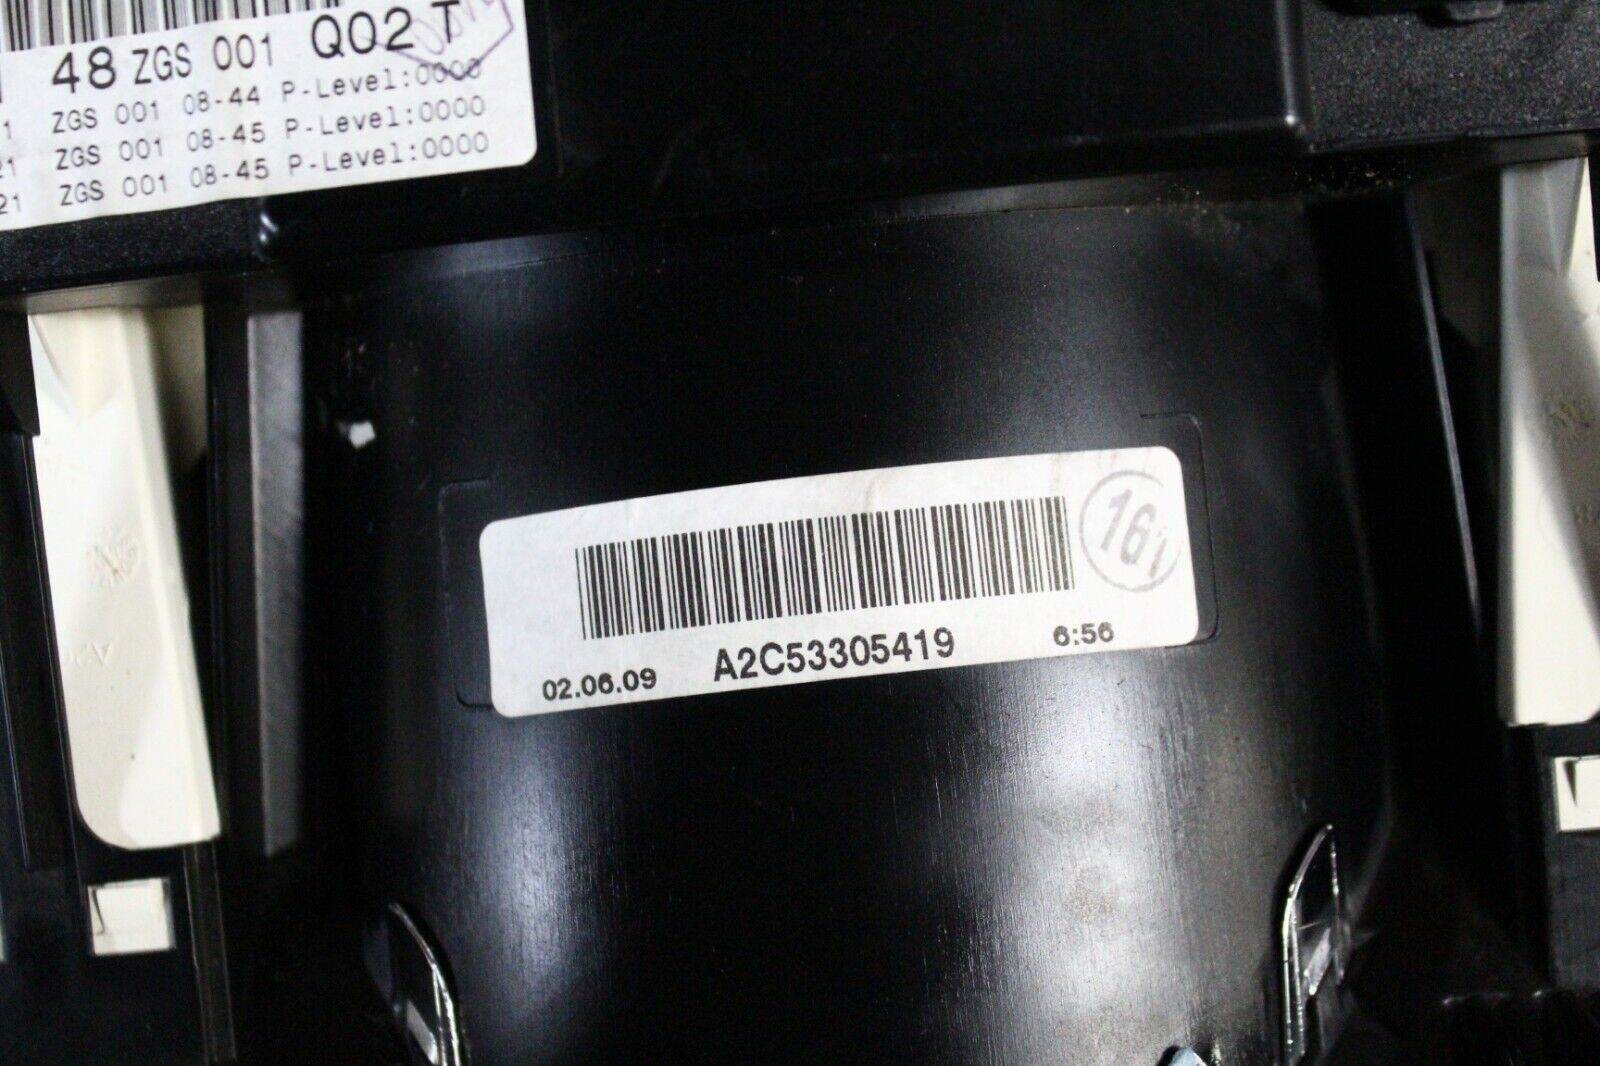 48 ZGS 001 Q02 T
1 ZGS 001 08-44 P-Level:0000
21 ZGS 001 08-45 P-Level:0000
21 ZGS 001 08-45 P-Level:0000
161
02.06.09 A2C53305419 6:56